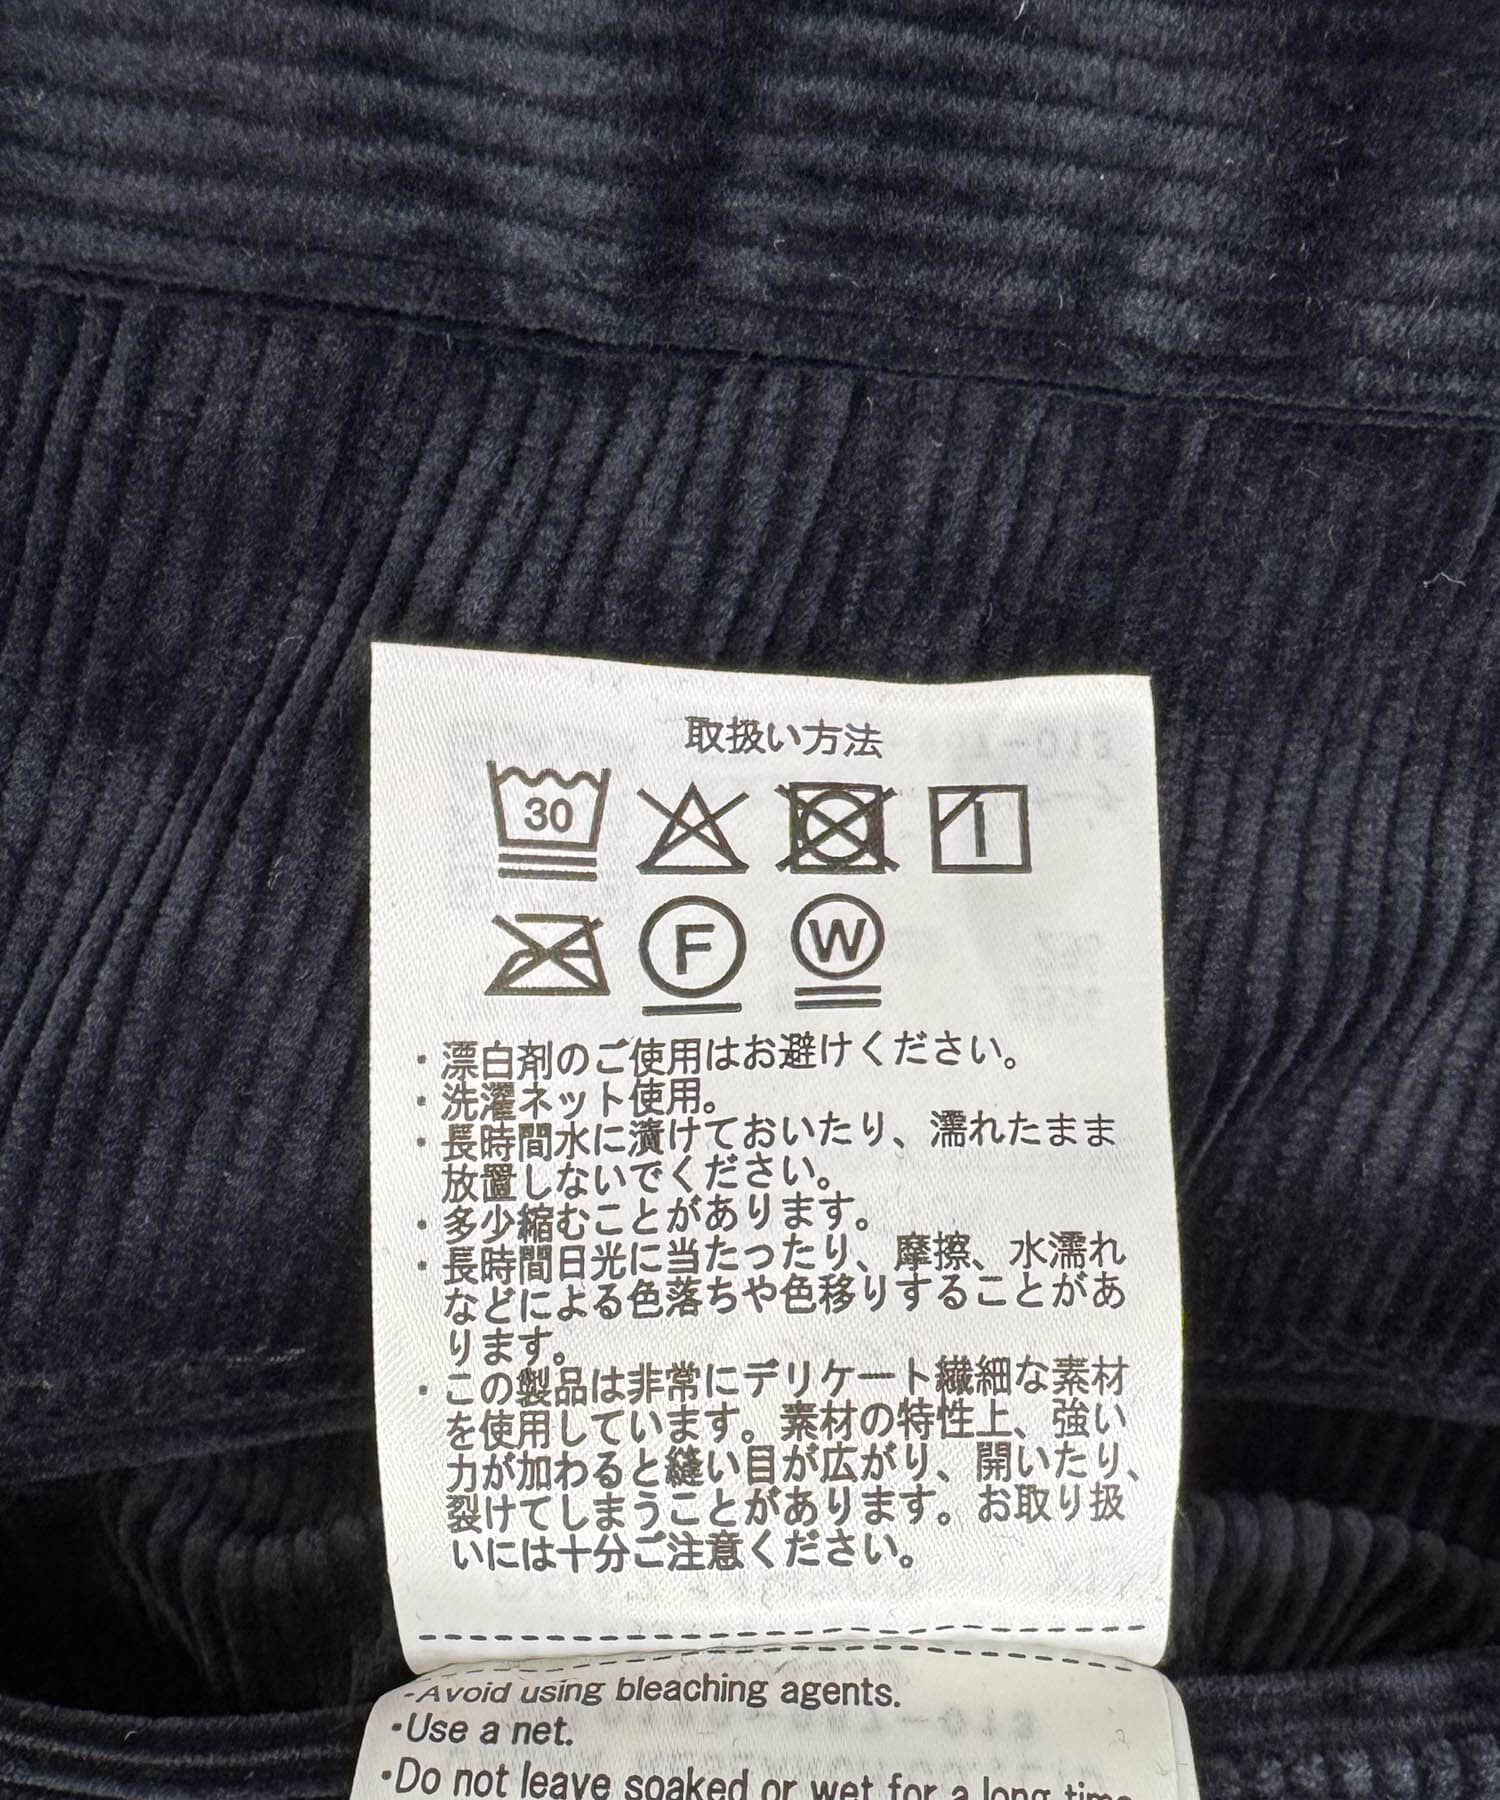 取扱い方法
30
F
W
・漂白剤のご使用はお避けください。
・洗濯ネット使用。
・長時間水に漬けておいたり、濡れたまま
放置しないでください。
・多少縮むことがあります。
・長時間日光に当たったり、摩擦、水濡れ
などによる色落ちや色移りすることがあ
ります。
・この製品は非常にデリケート繊細な素材
を使用しています。素材の特性上、強い
力が加わると縫い目が広がり、開いたり、
裂けてしまうことがあります。お取り扱
いには十分ご注意ください。
・Avoid using bleaching agents.
・Use a net.
・Do not leave soaked or wet for a long time